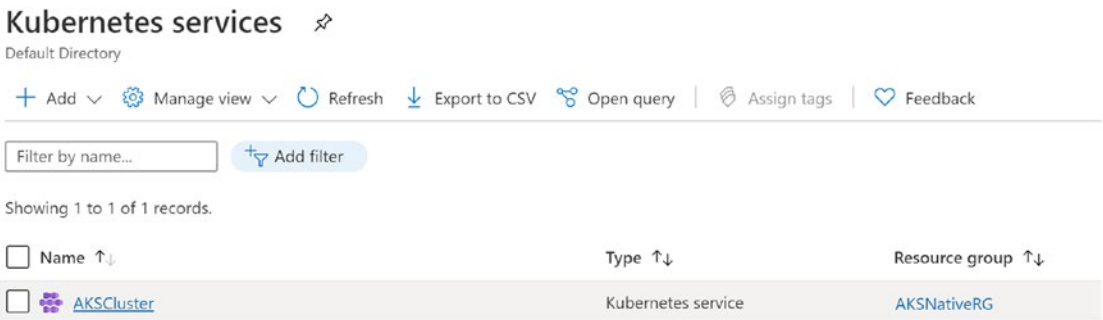 Kubernetes services
Default Directory
Add Manage view Refresh Export to CSV Open query Assign tags Feedback
Filter by name... Add filter
Showing 1 to 1 of 1 records.
Name Type Resource group
AKSCluster Kubernetes service AKSNativeRG